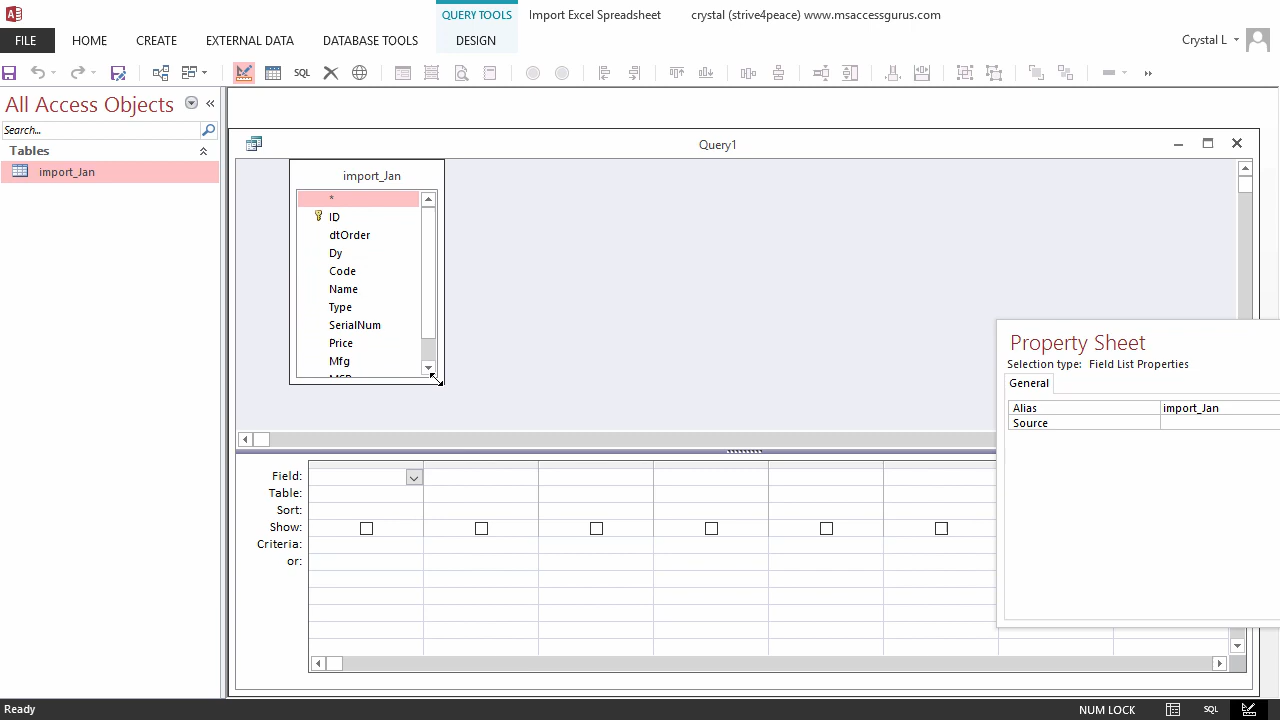 QUERY TOOLS
Import Excel Spreadsheet
crystal (strive4peace) www.msaccessgurus.com
FILE
HOME
CREATE
EXTERNAL DATA
DATABASE TOOLS
DESIGN
Crystal L
SQL
All Access Objects
Search...
Tables
import_Jan
Query1
import_Jan
*
ID
dtOrder
Dy
Code
Name
Type
SerialNum
Price
Mfg
Property Sheet
Selection type: Field List Properties
General
Alias import_Jan
Source
Field:
Table:
Sort:
Show:
Criteria:
or:
Ready
NUM LOCK
SQL